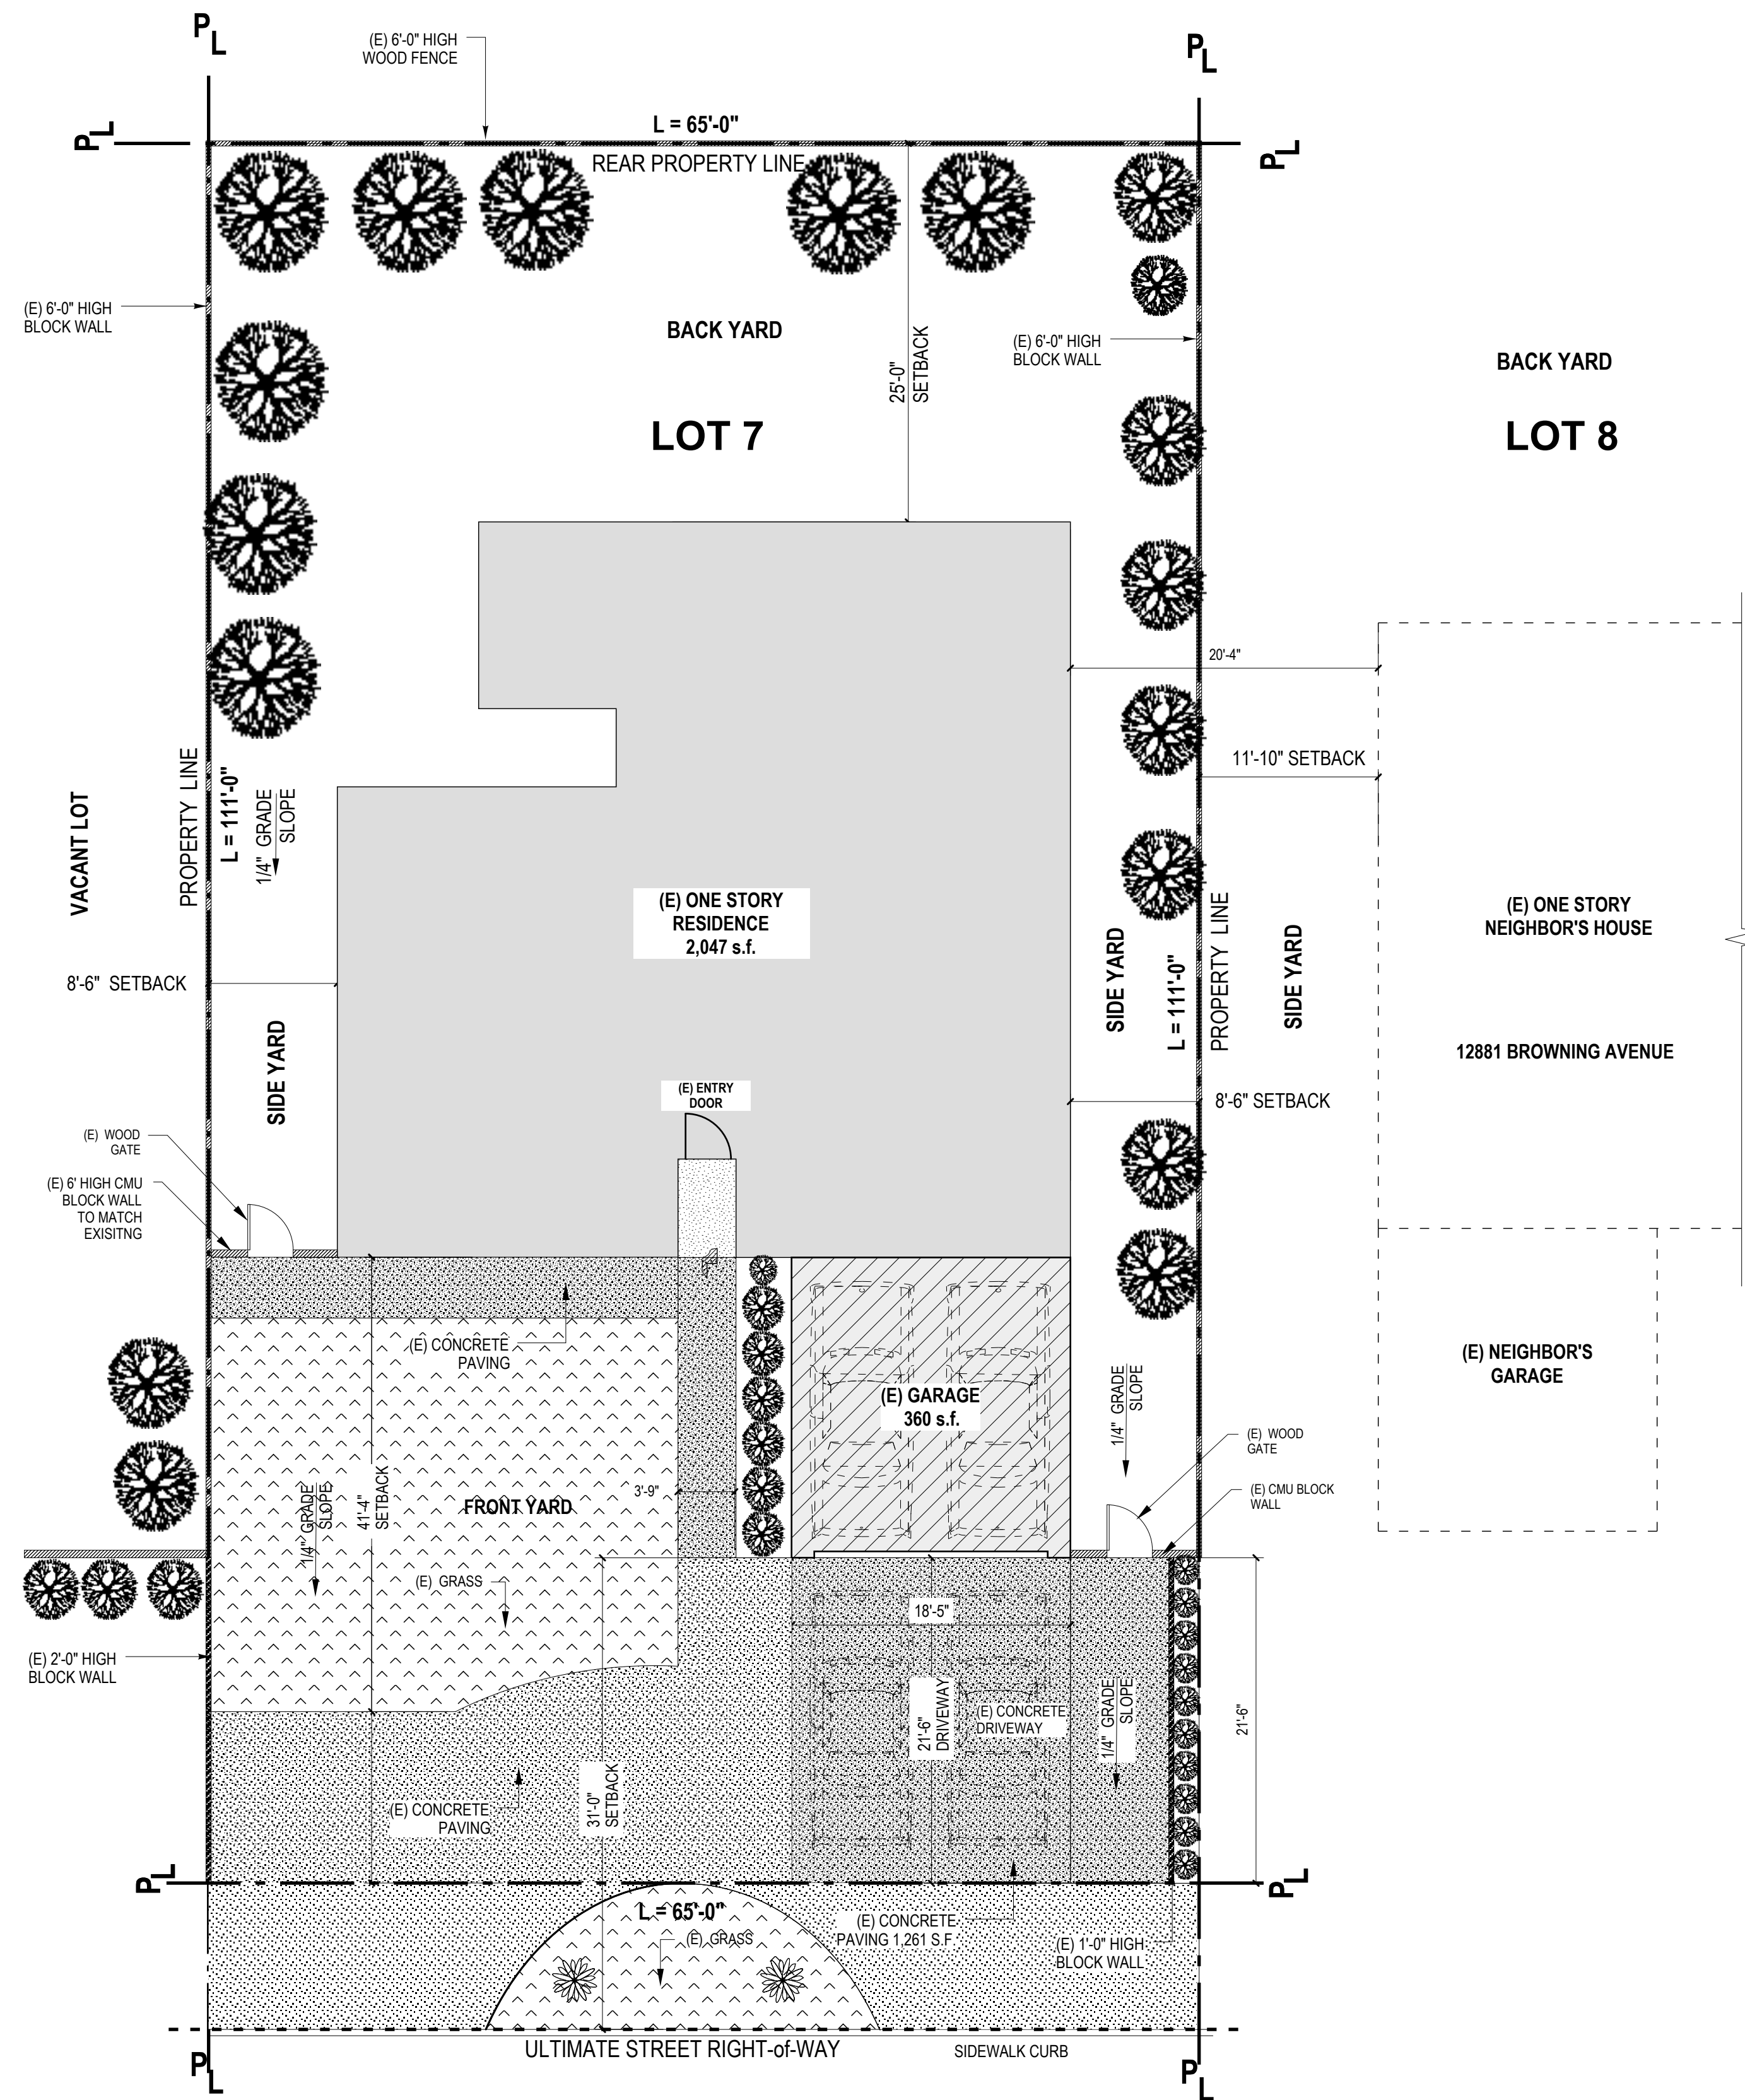 PL
PL
(E) 6'-0" HIGH
WOOD FENCE
PL
PL
L = 65'-0"
REAR PROPERTY LINE
(E) 6'-0" HIGH
BLOCK WALL
BACK YARD
25'-0"
SETBACK
(E) 6'-0" HIGH
BLOCK WALL
BACK YARD
LOT 7
LOT 8
20'-4"
11'-10" SETBACK
VACANT LOT
PROPERTY LINE
L = 111'-0"
1/4" GRADE
SLOPE
(E) ONE STORY
RESIDENCE
2,047 s.f.
SIDE YARD
L = 111'-0"
PROPERTY LINE
SIDE YARD
(E) ONE STORY
NEIGHBOR'S HOUSE
12881 BROWNING AVENUE
8'-6" SETBACK
SIDE YARD
8'-6" SETBACK
(E) ENTRY
DOOR
(E) WOOD
GATE
(E) 6' HIGH CMU
BLOCK WALL
TO MATCH
EXISITNG
(E) CONCRETE
PAVING
(E) GARAGE
360 s.f.
1/4" GRADE
SLOPE
(E) NEIGHBOR'S
GARAGE
(E) WOOD
GATE
(E) CMU BLOCK
WALL
1/4" GRADE
SLOPE
41'-4"
SETBACK
FRONT YARD
3'-9"
(E) GRASS
18'-5"
(E) 2'-0" HIGH
BLOCK WALL
21'-6"
DRIVEWAY
(E) CONCRETE
DRIVEWAY
1/4" GRADE
SLOPE
21'-6"
(E) CONCRETE
PAVING
31'-0"
SETBACK
PL
PL
L = 65'-0"
(E) GRASS
(E) CONCRETE
PAVING 1,261 S.F.
(E) 1'-0" HIGH
BLOCK WALL
ULTIMATE STREET RIGHT-of-WAY
SIDEWALK CURB
PL
PL